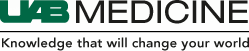 UAB MEDICINE
Knowledge that will change your world